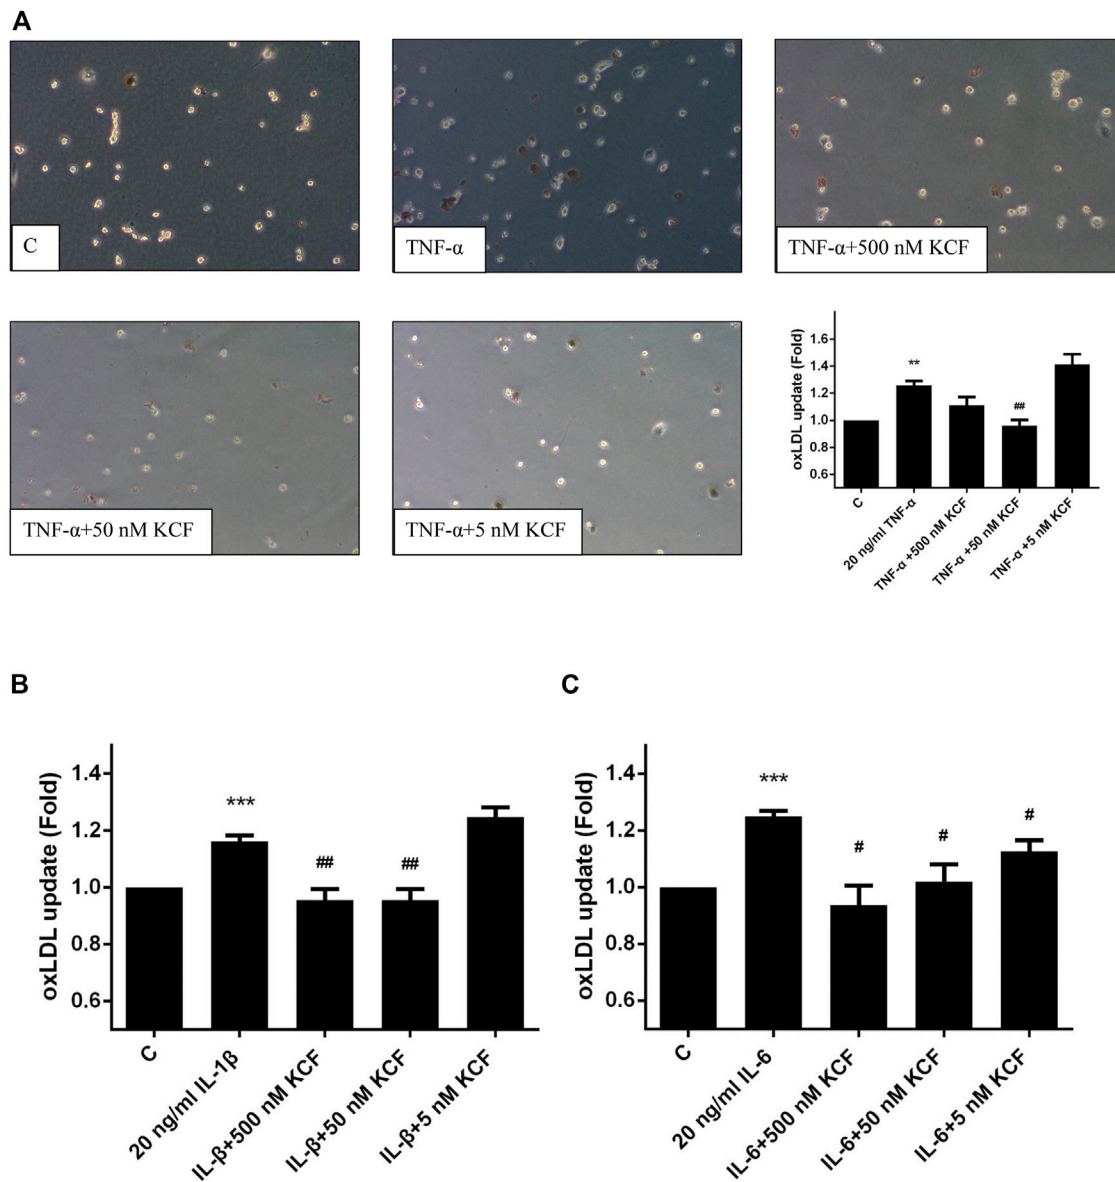 A
C
TNF-α
TNF-α+500 nM KCF
TNF-α+50 nM KCF
TNF-α+5 nM KCF
oxLDL update (Fold)
1.6
1.4
1.2
1.0
0.8
0.6
**
##
C
20 ng/ml TNF-α
TNF-α +500 nM KCF
TNF-α +50 nM KCF
TNF-α +5 nM KCF
B
oxLDL update (Fold)
1.4
1.2
1.0
0.8
0.6
***
##
##
C
20 ng/ml IL-1β
IL-β+500 nM KCF
IL-β+50 nM KCF
IL-β+5 nM KCF
C
oxLDL update (Fold)
1.4
1.2
1.0
0.8
0.6
***
#
#
#
C
20 ng/ml IL-6
IL-6+500 nM KCF
IL-6+50 nM KCF
IL-6+5 nM KCF